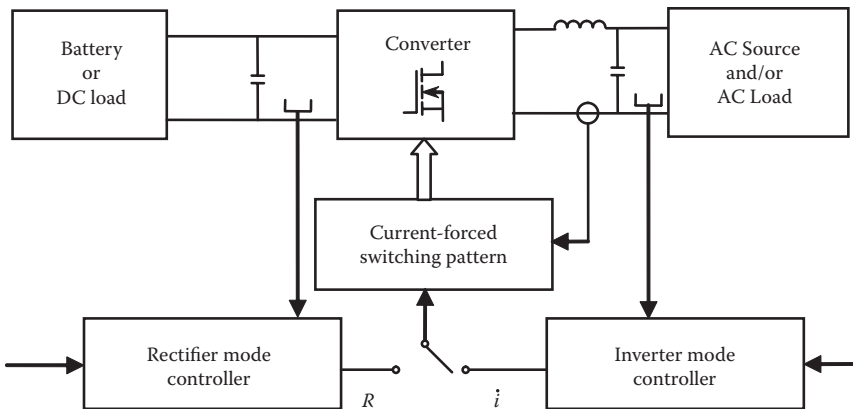 Battery
or
DC load
Converter
AC Source
and/or
AC Load
Current-forced
switching pattern
Rectifier mode
controller
R
i
Inverter mode
controller